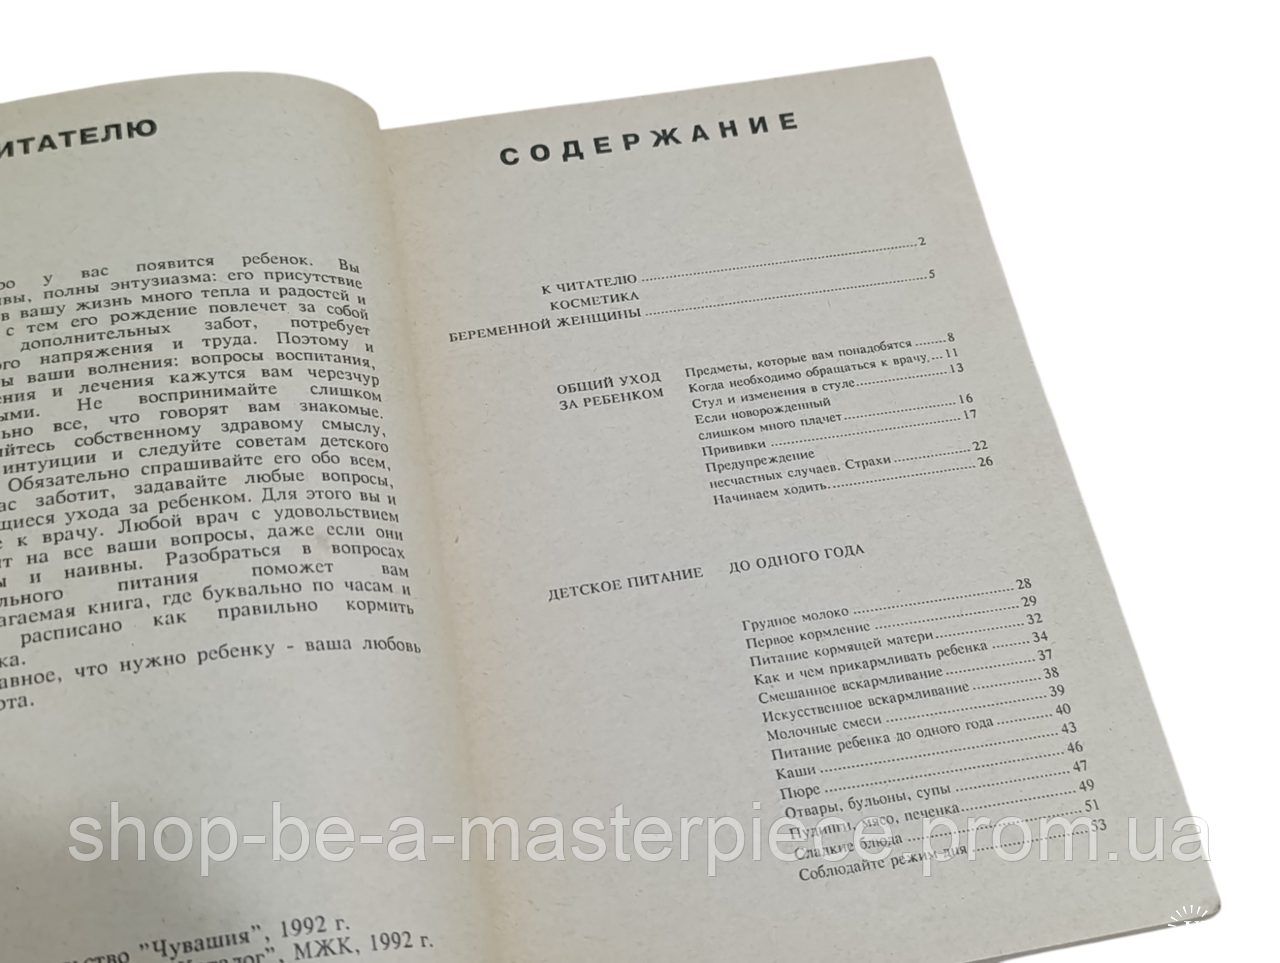 ИТАТЕЛЮ
у вас появится ребенок. Вы
полны энтузиазма: его присутствие
в вашу жизнь много тепла и радостей и
с тем его рождение повлечет за собой
дополнительных забот, потребует
напряжения и труда. Поэтому и
ваши волнения: вопросы воспитания,
и лечения кажутся вам черезчур
Не воспринимайте слишком
все, что говорят вам знакомые.
собственному здравому смыслу,
интуиции и следуйте советам детского
Обязательно спрашивайте его обо всем,
заботит, задавайте любые вопросы,
щиеся ухода за ребенком. Для этого вы и
к врачу. Любой врач с удовольствием
на все ваши вопросы, даже если они
и наивны. Разобраться в вопросах
питания поможет вам
агаемая книга, где буквально по часам и
расписано как правильно кормить
ка.
авное, что нужно ребенку - ваша любовь
ота.
ство "Чувашия", 1992 г.
МЖК, 1992 г.
СОДЕРЖАНИЕ
К ЧИТАТЕЛЮ ........ 2
КОСМЕТИКА
БЕРЕМЕННОЙ ЖЕНЩИНЫ ........ 5
ОБЩИЙ УХОД
ЗА РЕБЕНКОМ
Предметы, которые вам понадобятся ........ 8
Когда необходимо обращаться к врачу, ... 11
Стул и изменения в стуле ........ 13
Если новорожденный
слишком много плачет ........ 16
Прививки ........ 17
Предупреждение
несчастных случаев. Страхи ........ 22
Начинаем ходить. ........ 26
ДЕТСКОЕ ПИТАНИЕ ДО ОДНОГО ГОДА
Грудное молоко ........ 28
Первое кормление ........ 29
Питание кормящей матери ........ 32
Как и чем прикармливать ребенка ........ 34
Смешанное вскармливание ........ 37
Искусственное вскармливание ........ 38
Молочные смеси ........ 39
Питание ребенка до одного года ........ 40
Каши ........ 43
Пюре ........ 46
Отвары, бульоны, супы ........ 47
Пудинги, мясо, печенка ........ 49
Сладкие блюда ........ 51
Соблюдайте режим дня ........ 53
shop-be-a-masterpiece.prom.ua